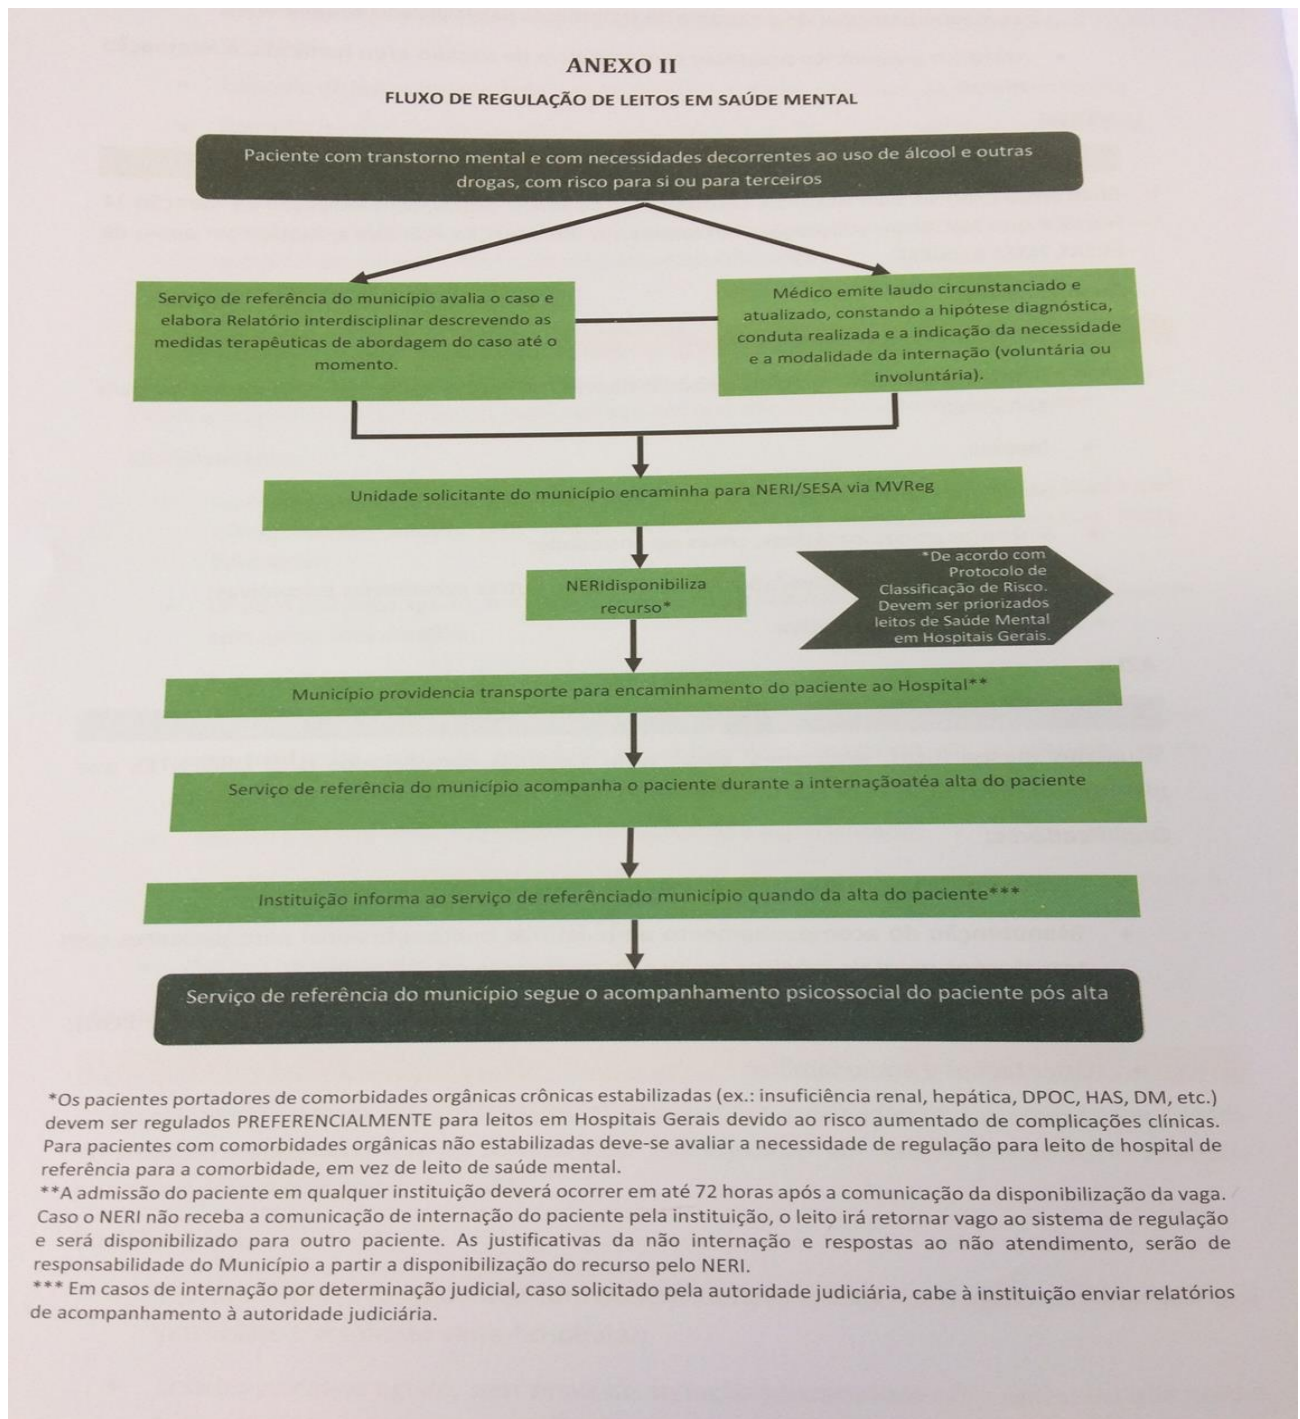 ANEXO II
FLUXO DE REGULAÇÃO DE LEITOS EM SAÚDE MENTAL
Paciente com transtorno mental e com necessidades decorrentes ao uso de álcool e outras
drogas, com risco para si ou para terceiros
Serviço de referência do município avalia o caso e
elabora Relatório interdisciplinar descrevendo as
medidas terapêuticas de abordagem do caso até o
momento.
Médico emite laudo circunstanciado e
atualizado, constando a hipótese diagnóstica,
conduta realizada e a indicação da necessidade
e a modalidade da internação (voluntária ou
involuntária).
Unidade solicitante do município encaminha para NERI/SESA via MVReg
NERIdisponibiliza
recurso*
*De acordo com
Protocolo de
Classificação de Risco.
Devem ser priorizados
leitos de Saúde Mental
em Hospitais Gerais.
Município providencia transporte para encaminhamento do paciente ao Hospital**
Serviço de referência do município acompanha o paciente durante a internaçãoatéa alta do paciente
Instituição informa ao serviço de referênciado município quando da alta do paciente***
Serviço de referência do município segue o acompanhamento psicossocial do paciente pós alta
*Os pacientes portadores de comorbidades orgânicas crônicas estabilizadas (ex.: insuficiência renal, hepática, DPOC, HAS, DM, etc.)
devem ser regulados PREFERENCIALMENTE para leitos em Hospitais Gerais devido ao risco aumentado de complicações clínicas.
Para pacientes com comorbidades orgânicas não estabilizadas deve-se avaliar a necessidade de regulação para leito de hospital de
referência para a comorbidade, em vez de leito de saúde mental.
**A admissão do paciente em qualquer instituição deverá ocorrer em até 72 horas após a comunicação da disponibilização da vaga.
Caso o NERI não receba a comunicação de internação do paciente pela instituição, o leito irá retornar vago ao sistema de regulação
e será disponibilizado para outro paciente. As justificativas da não internação e respostas ao não atendimento, serão de
responsabilidade do Município a partir a disponibilização do recurso pelo NERI.
*** Em casos de internação por determinação judicial, caso solicitado pela autoridade judiciária, cabe à instituição enviar relatórios
de acompanhamento à autoridade judiciária.